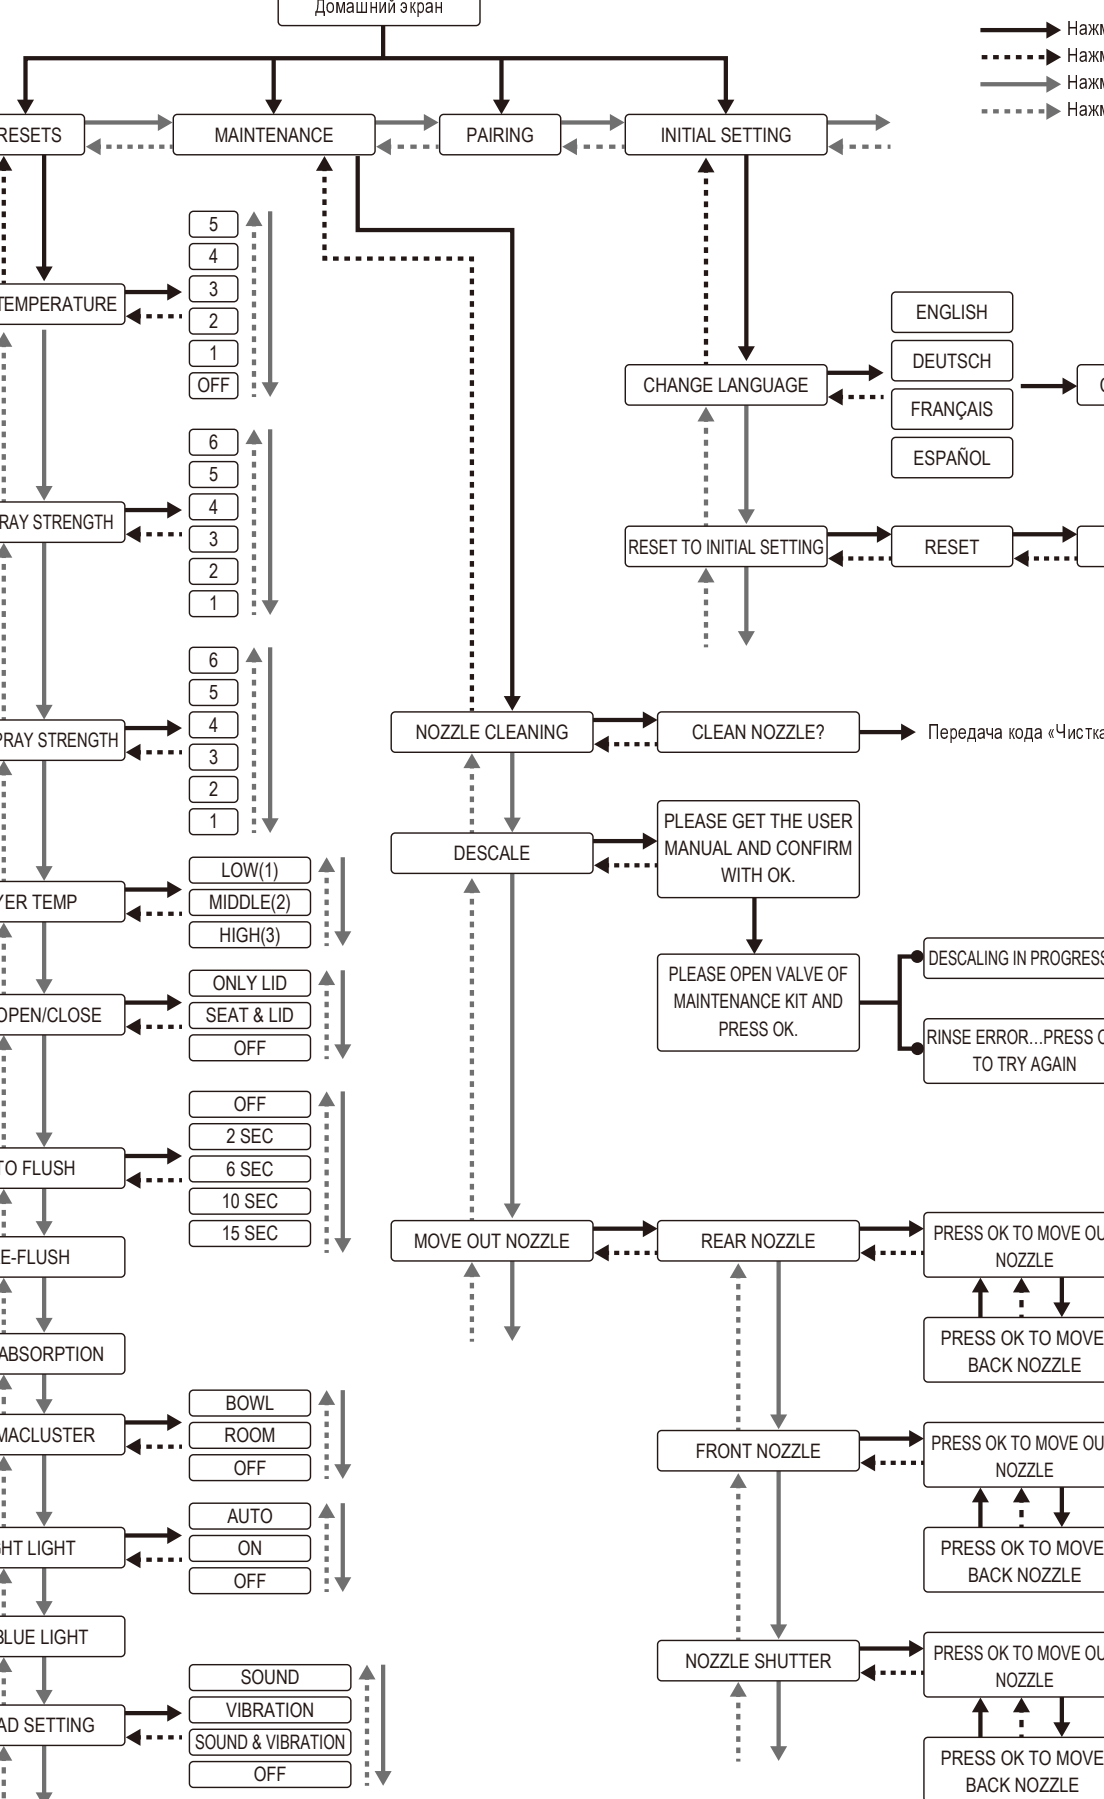 Домашний экран
RESETS
MAINTENANCE
PAIRING
INITIAL SETTING
TEMPERATURE
5
4
3
2
1
OFF
RAY STRENGTH
6
5
4
3
2
1
PRAY STRENGTH
6
5
4
3
2
1
YER TEMP
LOW(1)
MIDDLE(2)
HIGH(3)
OPEN/CLOSE
ONLY LID
SEAT & LID
OFF
TO FLUSH
OFF
2 SEC
6 SEC
10 SEC
15 SEC
E-FLUSH
ABSORPTION
MACLUSTER
BOWL
ROOM
OFF
HT LIGHT
AUTO
ON
OFF
BLUE LIGHT
AD SETTING
SOUND
VIBRATION
SOUND & VIBRATION
OFF
NOZZLE CLEANING
CLEAN NOZZLE?
Передача кода «Чистка
DESCALE
PLEASE GET THE USER
MANUAL AND CONFIRM
WITH OK.
PLEASE OPEN VALVE OF
MAINTENANCE KIT AND
PRESS OK.
DESCALING IN PROGRESS
RINSE ERROR...PRESS O
TO TRY AGAIN
MOVE OUT NOZZLE
REAR NOZZLE
PRESS OK TO MOVE OU
NOZZLE
PRESS OK TO MOVE
BACK NOZZLE
FRONT NOZZLE
PRESS OK TO MOVE OU
NOZZLE
PRESS OK TO MOVE
BACK NOZZLE
NOZZLE SHUTTER
PRESS OK TO MOVE OU
NOZZLE
PRESS OK TO MOVE
BACK NOZZLE
CHANGE LANGUAGE
ENGLISH
DEUTSCH
FRANÇAIS
ESPAÑOL
RESET TO INITIAL SETTING
RESET
Нажм
Нажм
Нажм
Нажм